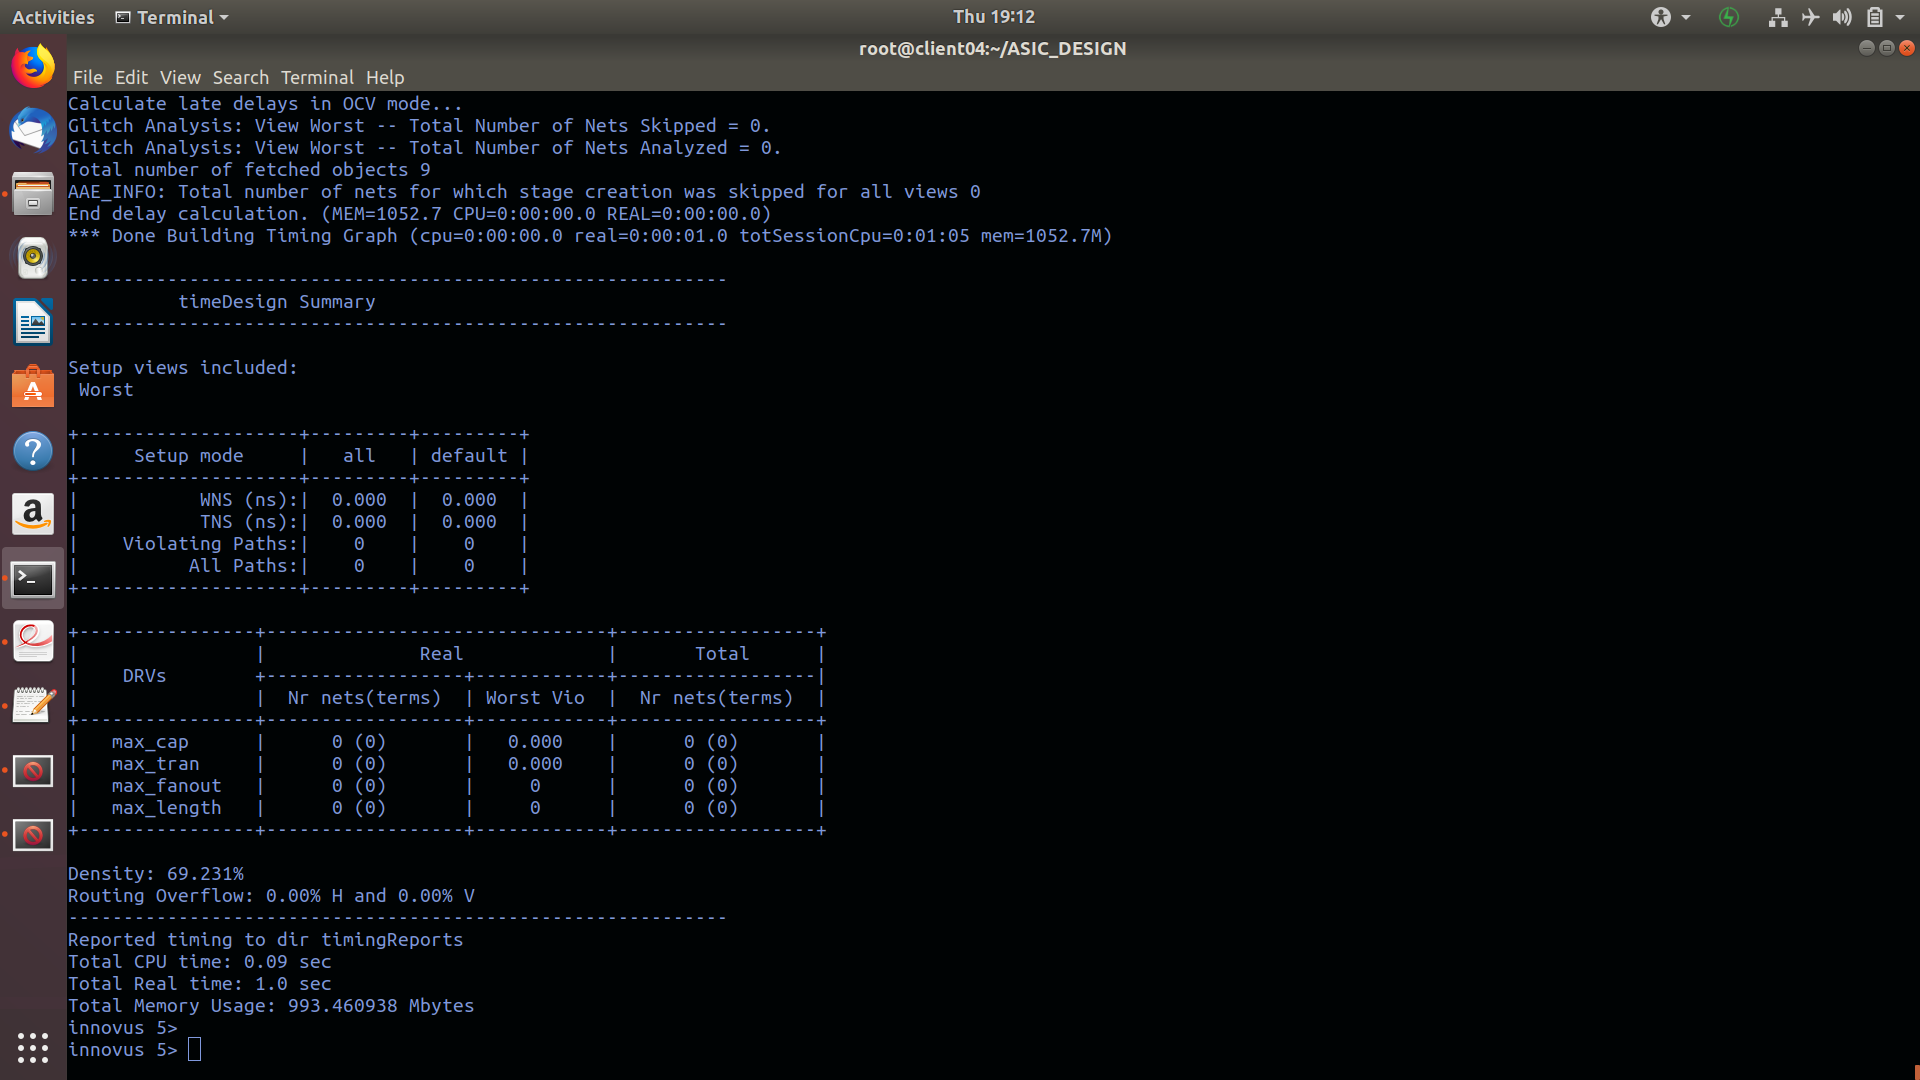 Activities Terminal Thu 19:12
root@client04:~/ASIC_DESIGN
File Edit View Search Terminal Help
Calculate late delays in OCV mode...
Glitch Analysis: View Worst -- Total Number of Nets Skipped = 0.
Glitch Analysis: View Worst -- Total Number of Nets Analyzed = 0.
Total number of fetched objects 9
AAE_INFO: Total number of nets for which stage creation was skipped for all views 0
End delay calculation. (MEM=1052.7 CPU=0:00:00.0 REAL=0:00:00.0)
*** Done Building Timing Graph (cpu=0:00:00.0 real=0:00:01.0 totSessionCpu=0:01:05 mem=1052.7M)
------------------------------------------------------------
          timeDesign Summary
------------------------------------------------------------
Setup views included:
 Worst
+--------------------+---------+---------+
|     Setup mode     |   all   | default |
+--------------------+---------+---------+
|           WNS (ns):|  0.000  |  0.000  |
|           TNS (ns):|  0.000  |  0.000  |
|    Violating Paths:|    0    |    0    |
|          All Paths:|    0    |    0    |
+--------------------+---------+---------+
+----------------+-------------------------------+------------------+
|                |              Real             |       Total      |
|    DRVs        +------------------+------------+------------------|
|                |  Nr nets(terms)  | Worst Vio  |  Nr nets(terms)  |
+----------------+------------------+------------+------------------+
|   max_cap      |      0 (0)       |   0.000    |      0 (0)       |
|   max_tran     |      0 (0)       |   0.000    |      0 (0)       |
|   max_fanout   |      0 (0)       |     0      |      0 (0)       |
|   max_length   |      0 (0)       |     0      |      0 (0)       |
+----------------+------------------+------------+------------------+
Density: 69.231%
Routing Overflow: 0.00% H and 0.00% V
------------------------------------------------------------
Reported timing to dir timingReports
Total CPU time: 0.09 sec
Total Real time: 1.0 sec
Total Memory Usage: 993.460938 Mbytes
innovus 5>
innovus 5>